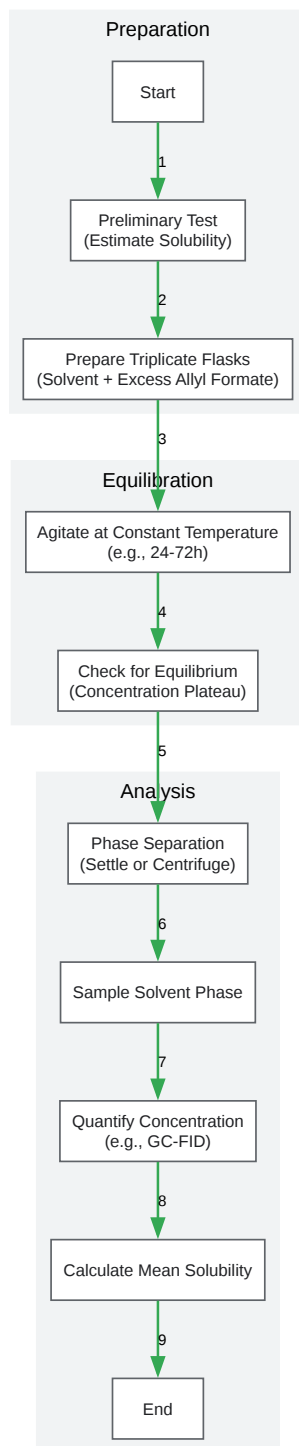 Preparation
Start
1
Preliminary Test
(Estimate Solubility)
2
Prepare Triplicate Flasks
(Solvent + Excess Allyl Formate)
3
Equilibration
Agitate at Constant Temperature
(e.g., 24-72h)
4
Check for Equilibrium
(Concentration Plateau)
5
Analysis
Phase Separation
(Settle or Centrifuge)
6
Sample Solvent Phase
7
Quantify Concentration
(e.g., GC-FID)
8
Calculate Mean Solubility
9
End